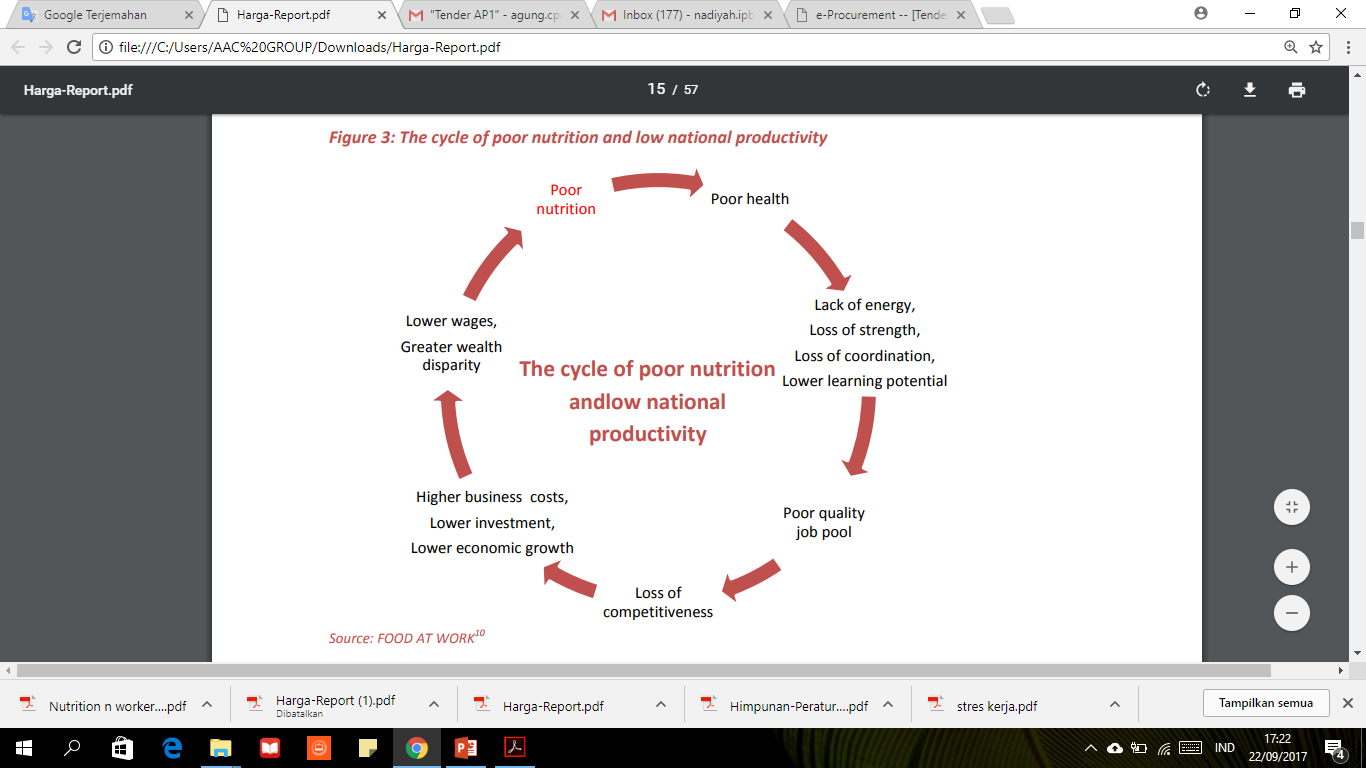 Google Terjemahan
Harga-Report.pdf
"Tender AP1" - agung.cp
Inbox (177) - nadiyah.ipb
e-Procurement -- [Tende
file:///C:/Users/AAC%20GROUP/Downloads/Harga-Report.pdf
Harga-Report.pdf
15 / 57
Figure 3: The cycle of poor nutrition and low national productivity
Poor
nutrition
Poor health
Lack of energy,
Loss of strength,
Loss of coordination,
Lower learning potential
Poor quality
job pool
Loss of
competitiveness
Higher business costs,
Lower investment,
Lower economic growth
Lower wages,
Greater wealth
disparity
The cycle of poor nutrition
andlow national
productivity
Source: FOOD AT WORK10
Nutrition n worker....pdf
Harga-Report (1).pdf
Dibatalkan
Harga-Report.pdf
Himpunan-Peratur....pdf
stres kerja.pdf
Tampilkan semua
IND
17:22
22/09/2017
4